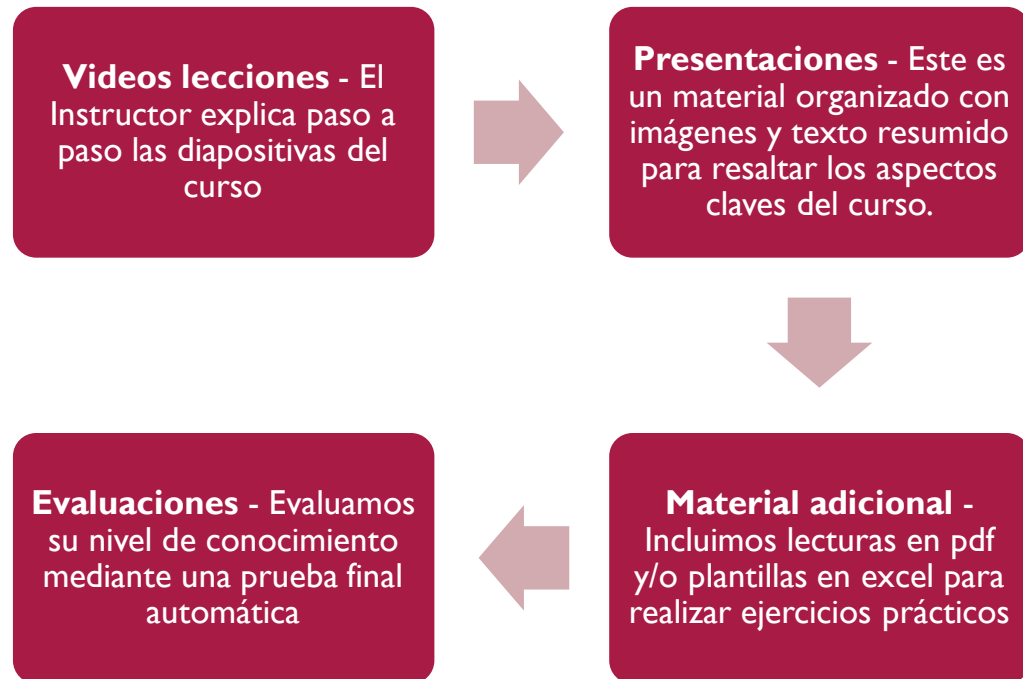 Videos lecciones - El
Instructor explica paso a
paso las diapositivas del
curso
Presentaciones - Este es
un material organizado con
imágenes y texto resumido
para resaltar los aspectos
claves del curso.
Material adicional -
Incluimos lecturas en pdf
y/o plantillas en excel para
realizar ejercicios prácticos
Evaluaciones - Evaluamos
su nivel de conocimiento
mediante una prueba final
automática